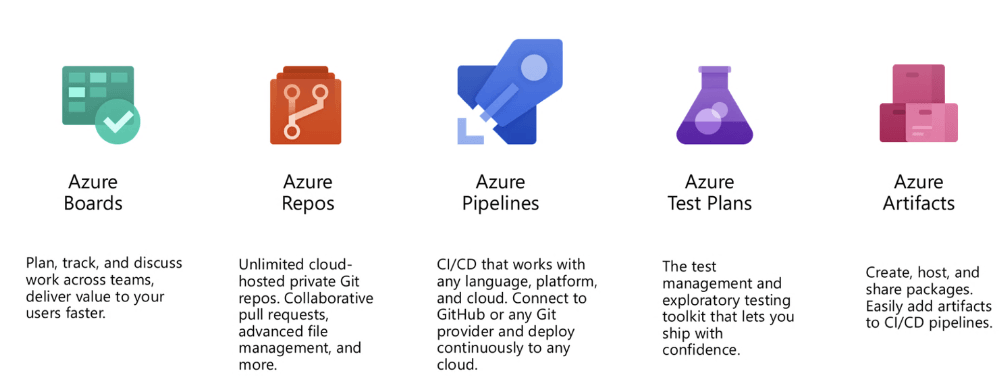 Azure
Boards
Azure
Repos
Azure
Pipelines
Azure
Test Plans
Azure
Artifacts
Plan, track, and discuss
work across teams,
deliver value to your
users faster.
Unlimited cloud-
hosted private Git
repos. Collaborative
pull requests,
advanced file
management, and
more.
CI/CD that works with
any language, platform,
and cloud. Connect to
GitHub or any Git
provider and deploy
continuously to any
cloud.
The test
management and
exploratory testing
toolkit that lets you
ship with
confidence.
Create, host, and
share packages.
Easily add artifacts
to CI/CD pipelines.